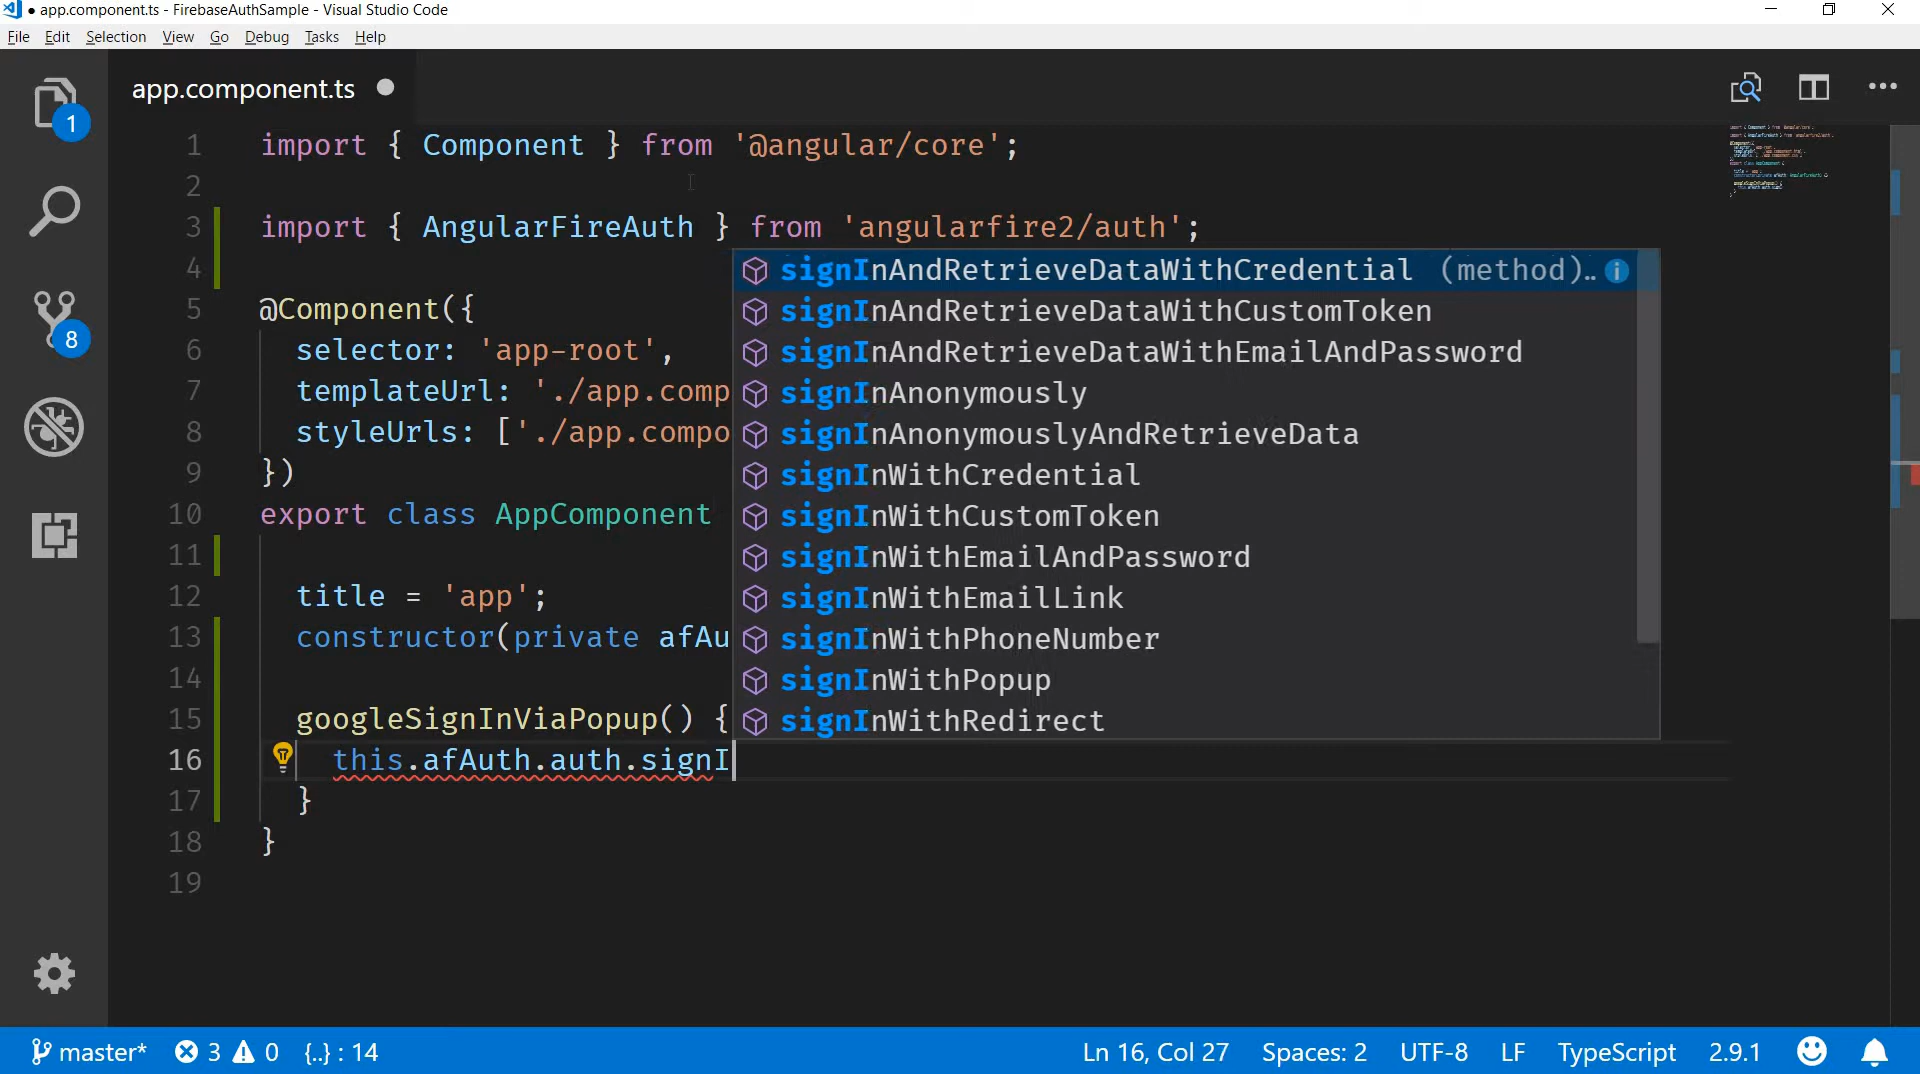 app.component.ts - FirebaseAuthSample - Visual Studio Code
File Edit Selection View Go Debug Tasks Help
app.component.ts
1 import { Component } from '@angular/core';
2
3 import { AngularFireAuth } from 'angularfire2/auth';
4
5 @Component({
6 selector: 'app-root',
7 templateUrl: './app.comp
8 styleUrls: ['./app.compo
9 })
10 export class AppComponent
11
12 title = 'app';
13 constructor(private afAu
14
15 googleSignInViaPopup() {
16 this.afAuth.auth.signI
17 }
18 }
19
signInAndRetrieveDataWithCredential (method)..
signInAndRetrieveDataWithCustomToken
signInAndRetrieveDataWithEmailAndPassword
signInAnonymously
signInAnonymouslyAndRetrieveData
signInWithCredential
signInWithCustomToken
signInWithEmailAndPassword
signInWithEmailLink
signInWithPhoneNumber
signInWithPopup
signInWithRedirect
1
8
master* 3 0 {..} : 14 Ln 16, Col 27 Spaces: 2 UTF-8 LF TypeScript 2.9.1